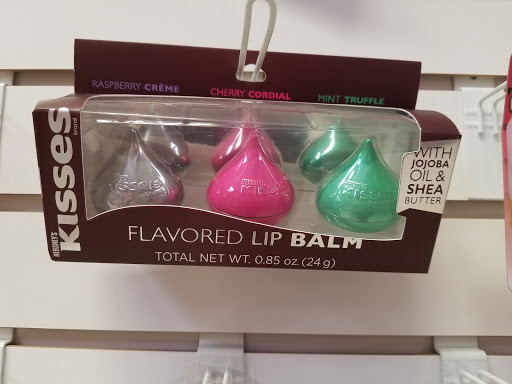 RASPBERRY CRÈME
CHERRY CORDIAL
MINT TRUFFLE
HERSHEY'S
KISSES
brand
WITH
JOJOBA
OIL &
SHEA
BUTTER
FLAVORED LIP BALM
TOTAL NET WT. 0.85 oz. (24 g)